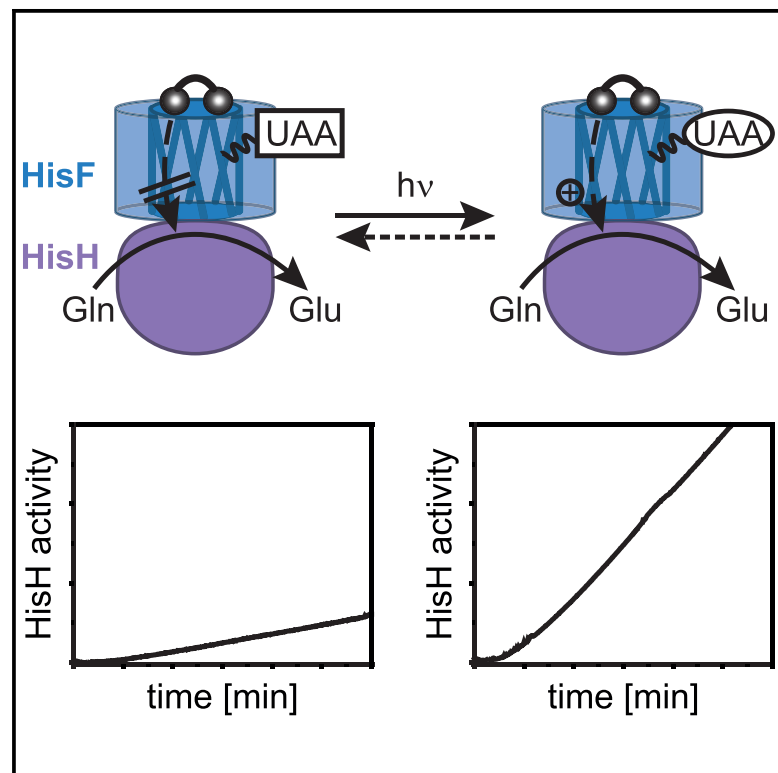 UAA
UAA
HisF
hν
HisH
Gln
Glu
Gln
Glu
HisH activity
time [min]
HisH activity
time [min]